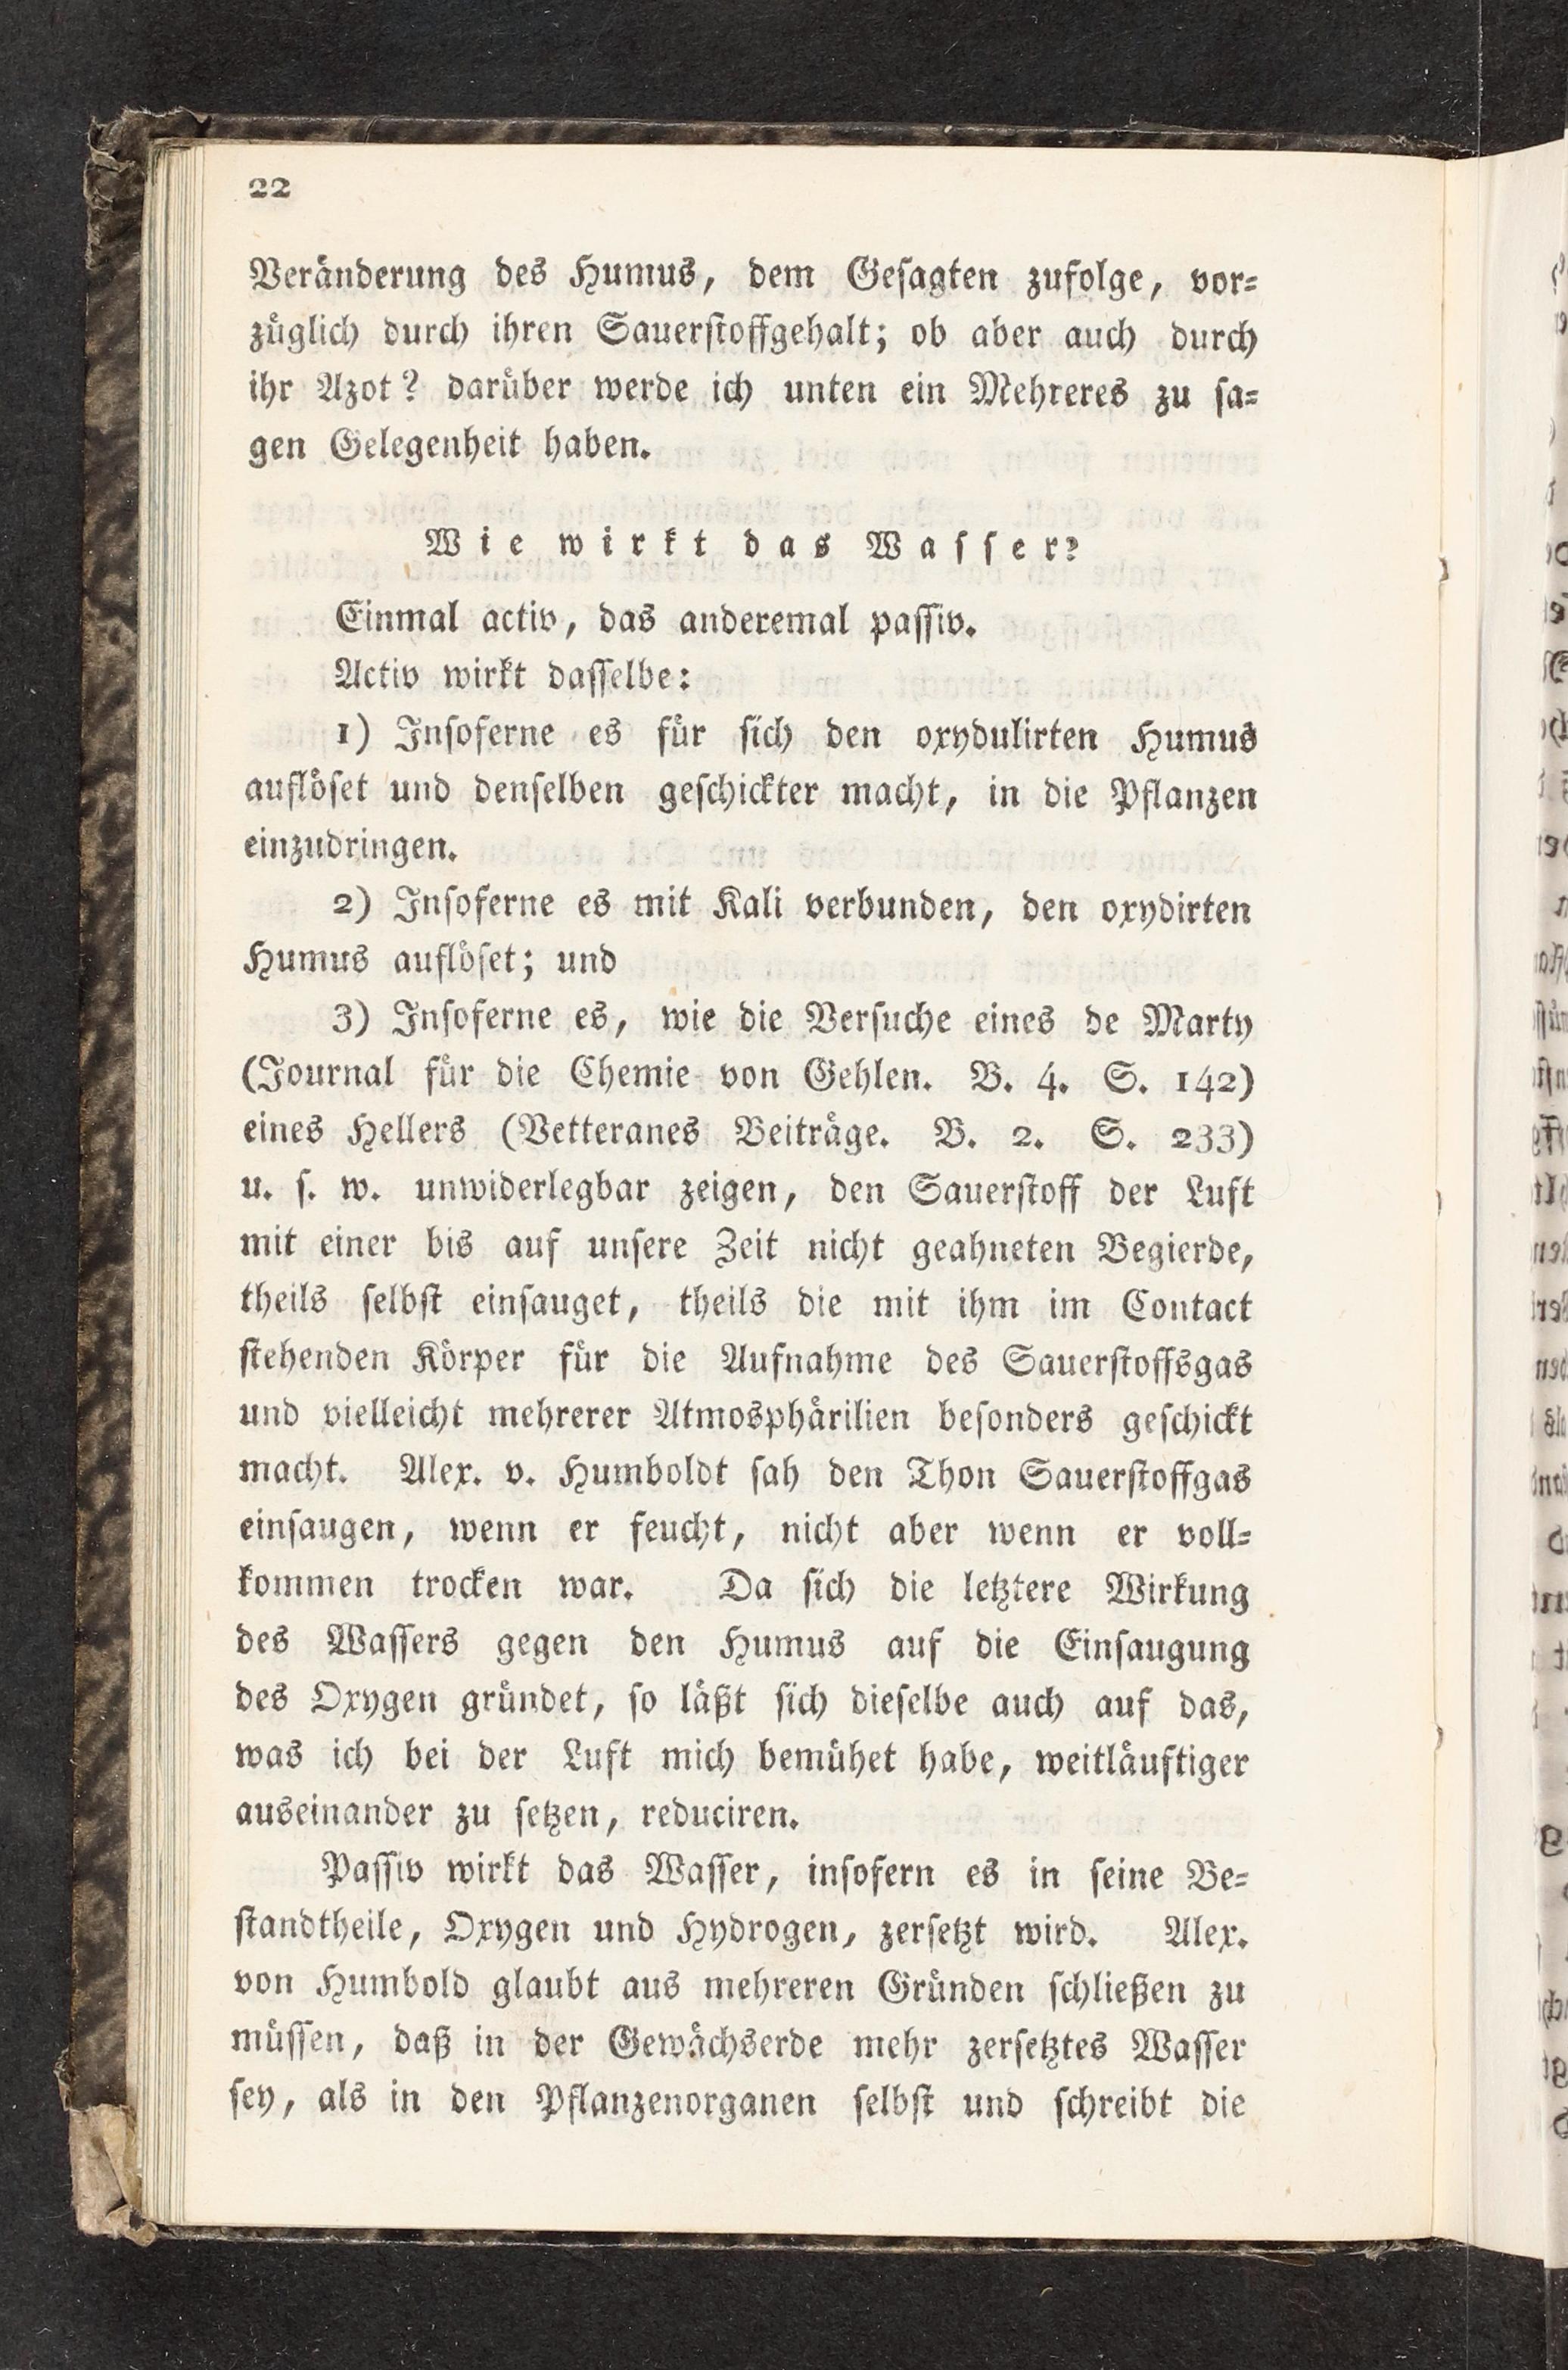 22
Veränderung des Humus, dem Gesagten zufolge, vor-
züglich durch ihren Sauerstoffgehalt; ob aber auch durch
ihr Azot? darüber werde ich unten ein Mehreres zu sa-
gen Gelegenheit haben.
Wie wirkt das Wasser?
Einmal activ, das anderemal passiv.
Activ wirkt dasselbe:
1) Insoferne es für sich den oxydulirten Humus
auflöset und denselben geschickter macht, in die Pflanzen
einzudringen.
2) Insoferne es mit Kali verbunden, den oxydirten
Humus auflöset; und
3) Insoferne es, wie die Versuche eines de Marty
(Journal für die Chemie von Gehlen. B. 4. S. 142)
eines Hellers (Vetteranes Beiträge. B. 2. S. 233)
u. s. w. unwiderlegbar zeigen, den Sauerstoff der Luft
mit einer bis auf unsere Zeit nicht geahneten Begierde,
theils selbst einsauget, theils die mit ihm im Contact
stehenden Körper für die Aufnahme des Sauerstoffsgas
und vielleicht mehrerer Atmosphärilien besonders geschickt
macht. Alex. v. Humboldt sah den Thon Sauerstoffgas
einsaugen, wenn er feucht, nicht aber wenn er voll-
kommen trocken war. Da sich die letztere Wirkung
des Wassers gegen den Humus auf die Einsaugung
des Oxygen gründet, so läßt sich dieselbe auch auf das,
was ich bei der Luft mich bemühet habe, weitläuftiger
auseinander zu setzen, reduciren.
Passiv wirkt das Wasser, insofern es in seine Be-
standtheile, Oxygen und Hydrogen, zersetzt wird. Alex.
von Humbold glaubt aus mehreren Gründen schließen zu
müssen, daß in der Gewächserde mehr zersetztes Wasser
sey, als in den Pflanzenorganen selbst und schreibt die